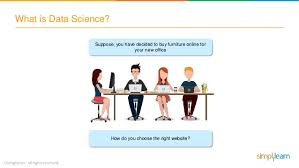 What is Data Science?
Suppose, you have decided to buy furniture online for
your new office
How do you choose the right website?
simplilearn